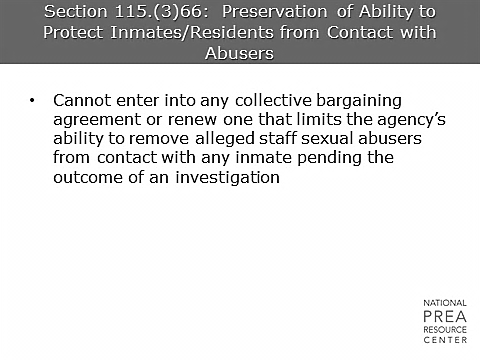 Section 115.(3)66:  Preservation of Ability to
Protect Inmates/Residents from Contact with
Abusers
• Cannot enter into any collective bargaining
agreement or renew one that limits the agency’s
ability to remove alleged staff sexual abusers
from contact with any inmate pending the
outcome of an investigation
NATIONAL
PREA
RESOURCE
CENTER